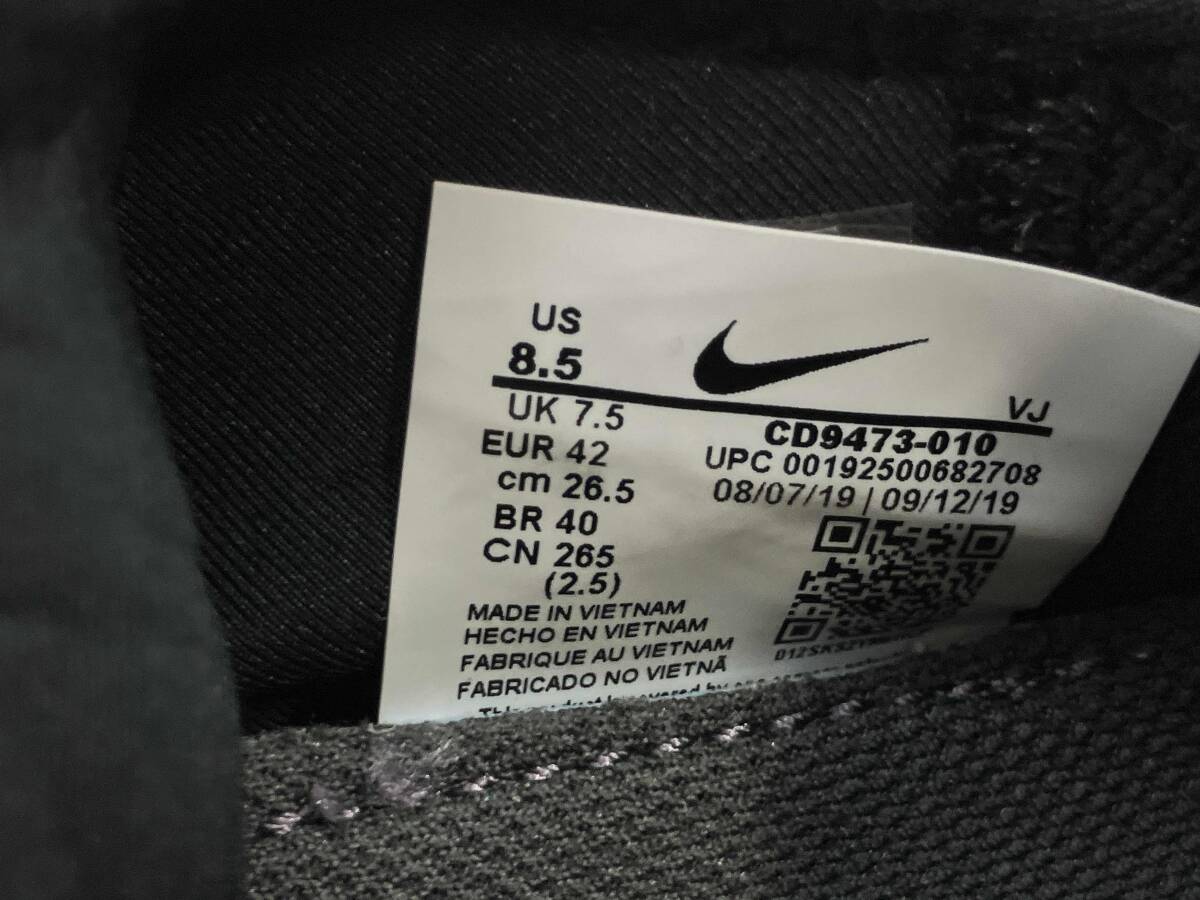 US
8.5
UK 7.5
EUR 42
cm 26.5
BR 40
CN 265
(2.5)
MADE IN VIETNAM
HECHO EN VIETNAM
FABRIQUE AU VIETNAM
FABRICADO NO VIETNÃ
VJ
CD9473-010
UPC 00192500682708
08/07/19 | 09/12/19